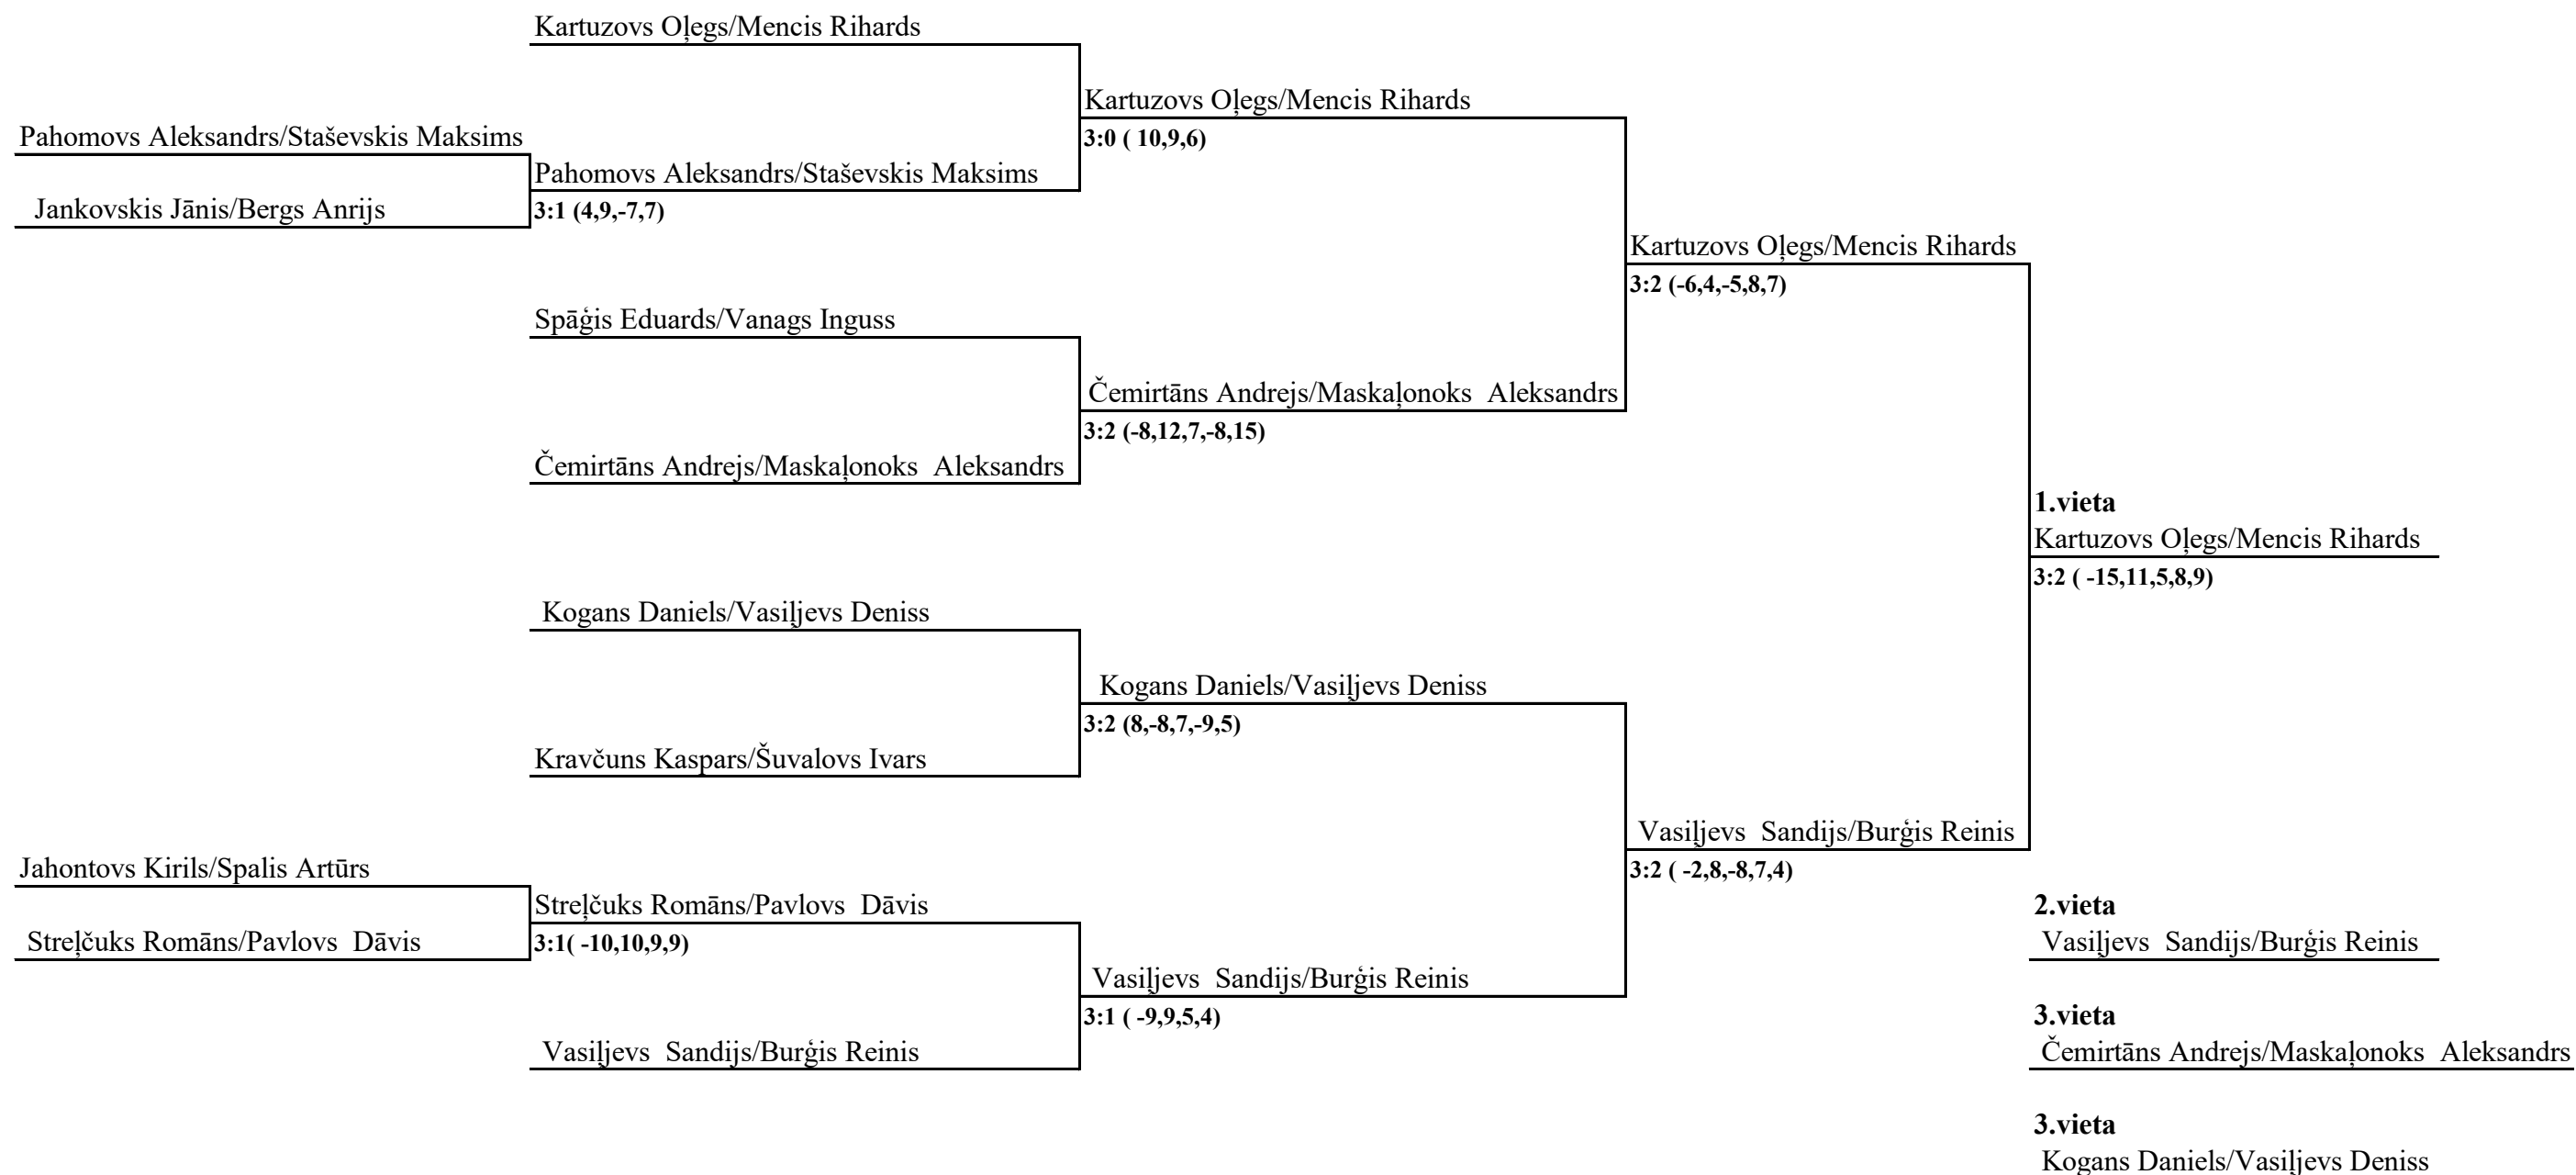 Kartuzovs Oļegs/Mencis Rihards
Kartuzovs Oļegs/Mencis Rihards
Pahomovs Aleksandrs/Staševskis Maksims
3:0 ( 10,9,6)
Pahomovs Aleksandrs/Staševskis Maksims
Jankovskis Jānis/Bergs Anrijs
3:1 (4,9,-7,7)
Kartuzovs Oļegs/Mencis Rihards
3:2 (-6,4,-5,8,7)
Spāģis Eduards/Vanags Inguss
Čemirtāns Andrejs/Maskaļonoks  Aleksandrs
3:2 (-8,12,7,-8,15)
Čemirtāns Andrejs/Maskaļonoks  Aleksandrs
1.vieta
Kartuzovs Oļegs/Mencis Rihards
3:2 ( -15,11,5,8,9)
Kogans Daniels/Vasiļjevs Deniss
Kogans Daniels/Vasiļjevs Deniss
3:2 (8,-8,7,-9,5)
Kravčuns Kaspars/Šuvalovs Ivars
Vasiļjevs  Sandijs/Burģis Reinis
3:2 ( -2,8,-8,7,4)
Jahontovs Kirils/Spalis Artūrs
Streļčuks Romāns/Pavlovs  Dāvis
2.vieta
Streļčuks Romāns/Pavlovs  Dāvis
3:1( -10,10,9,9)
Vasiļjevs  Sandijs/Burģis Reinis
Vasiļjevs  Sandijs/Burģis Reinis
3:1 ( -9,9,5,4)
3.vieta
Vasiļjevs  Sandijs/Burģis Reinis
Čemirtāns Andrejs/Maskaļonoks  Aleksandrs
3.vieta
Kogans Daniels/Vasiļjevs Deniss